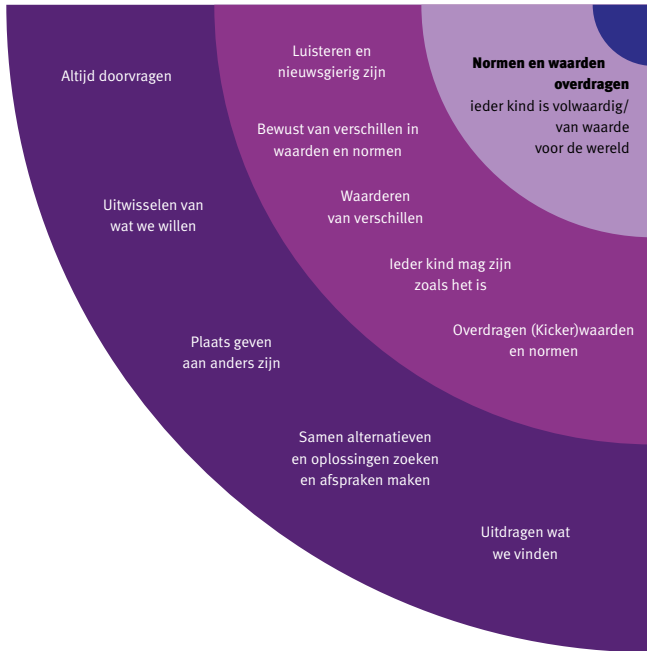 Altijd doorvragen
Uitwisselen van
wat we willen
Plaats geven
aan anders zijn
Samen alternatieven
en oplossingen zoeken
en afspraken maken
Uitdragen wat
we vinden
Luisteren en
nieuwsgierig zijn
Bewust van verschillen in
waarden en normen
Waarderen
van verschillen
Ieder kind mag zijn
zoals het is
Overdragen (Kicker)waarden
en normen
Normen en waarden
overdragen
ieder kind is volwaardig/
van waarde
voor de wereld